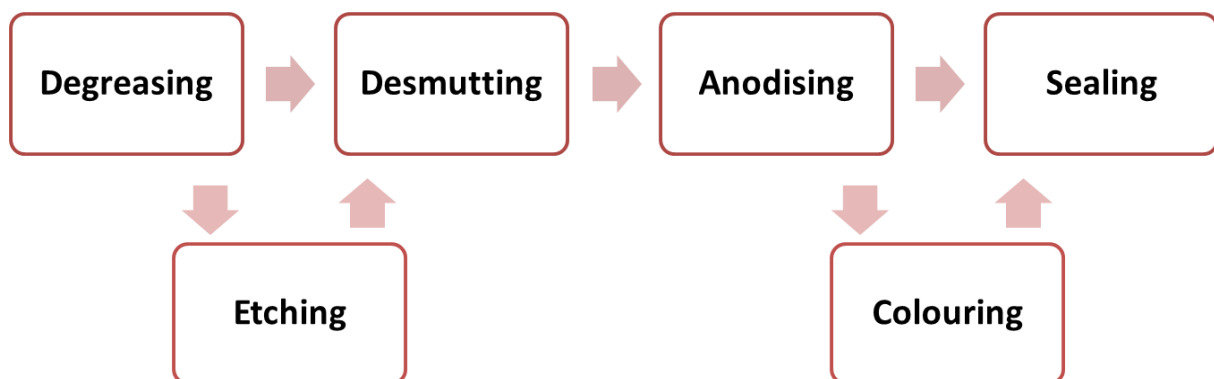 Degreasing
Desmutting
Anodising
Sealing
Etching
Colouring